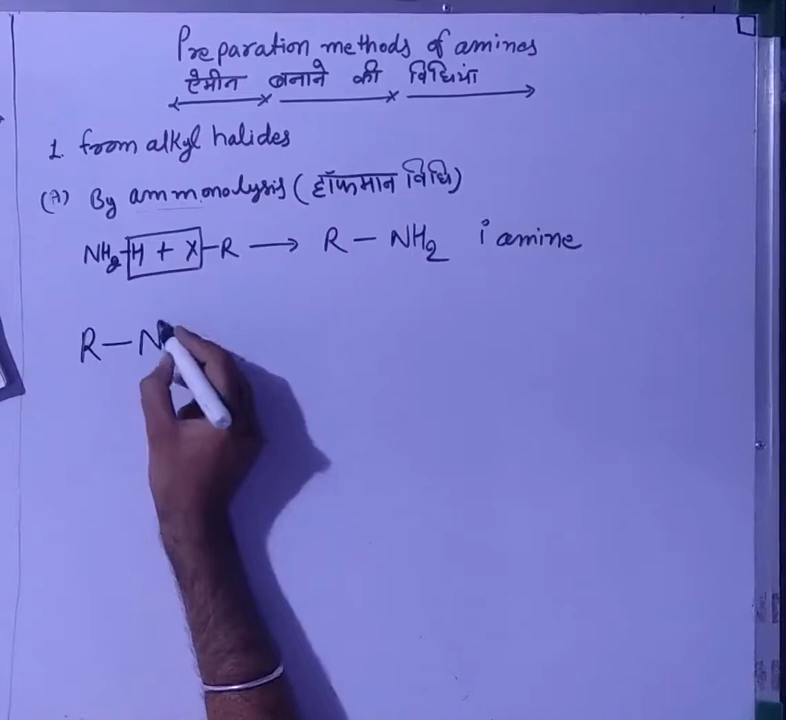 Preparation methods of amines
ऐमीन बनाने की विधियां
1. from alkyl halides
(A) By ammonolysis (हॉफमान विधि)
NH₂-H + X-R ⟶ R-NH₂ i amine
R-N